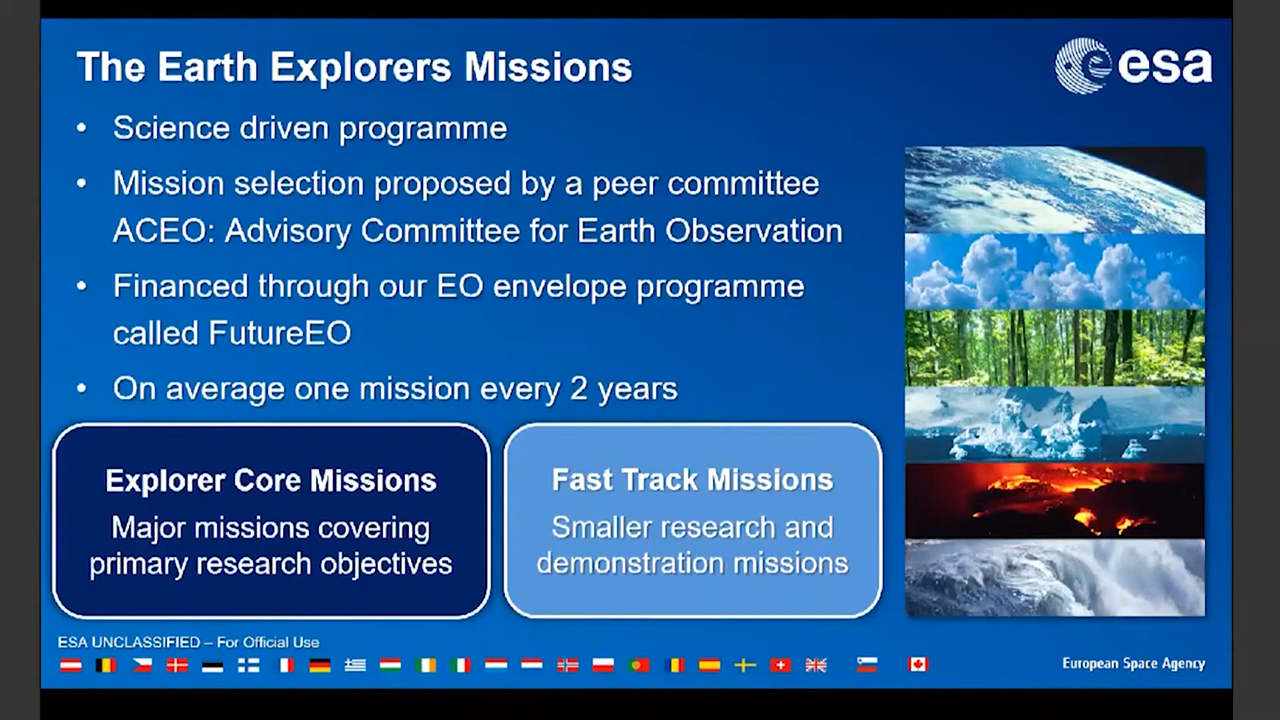 The Earth Explorers Missions
esa
• Science driven programme
• Mission selection proposed by a peer committee
ACEO: Advisory Committee for Earth Observation
• Financed through our EO envelope programme
called FutureEO
• On average one mission every 2 years
Explorer Core Missions
Major missions covering
primary research objectives
Fast Track Missions
Smaller research and
demonstration missions
ESA UNCLASSIFIED – For Official Use
European Space Agency